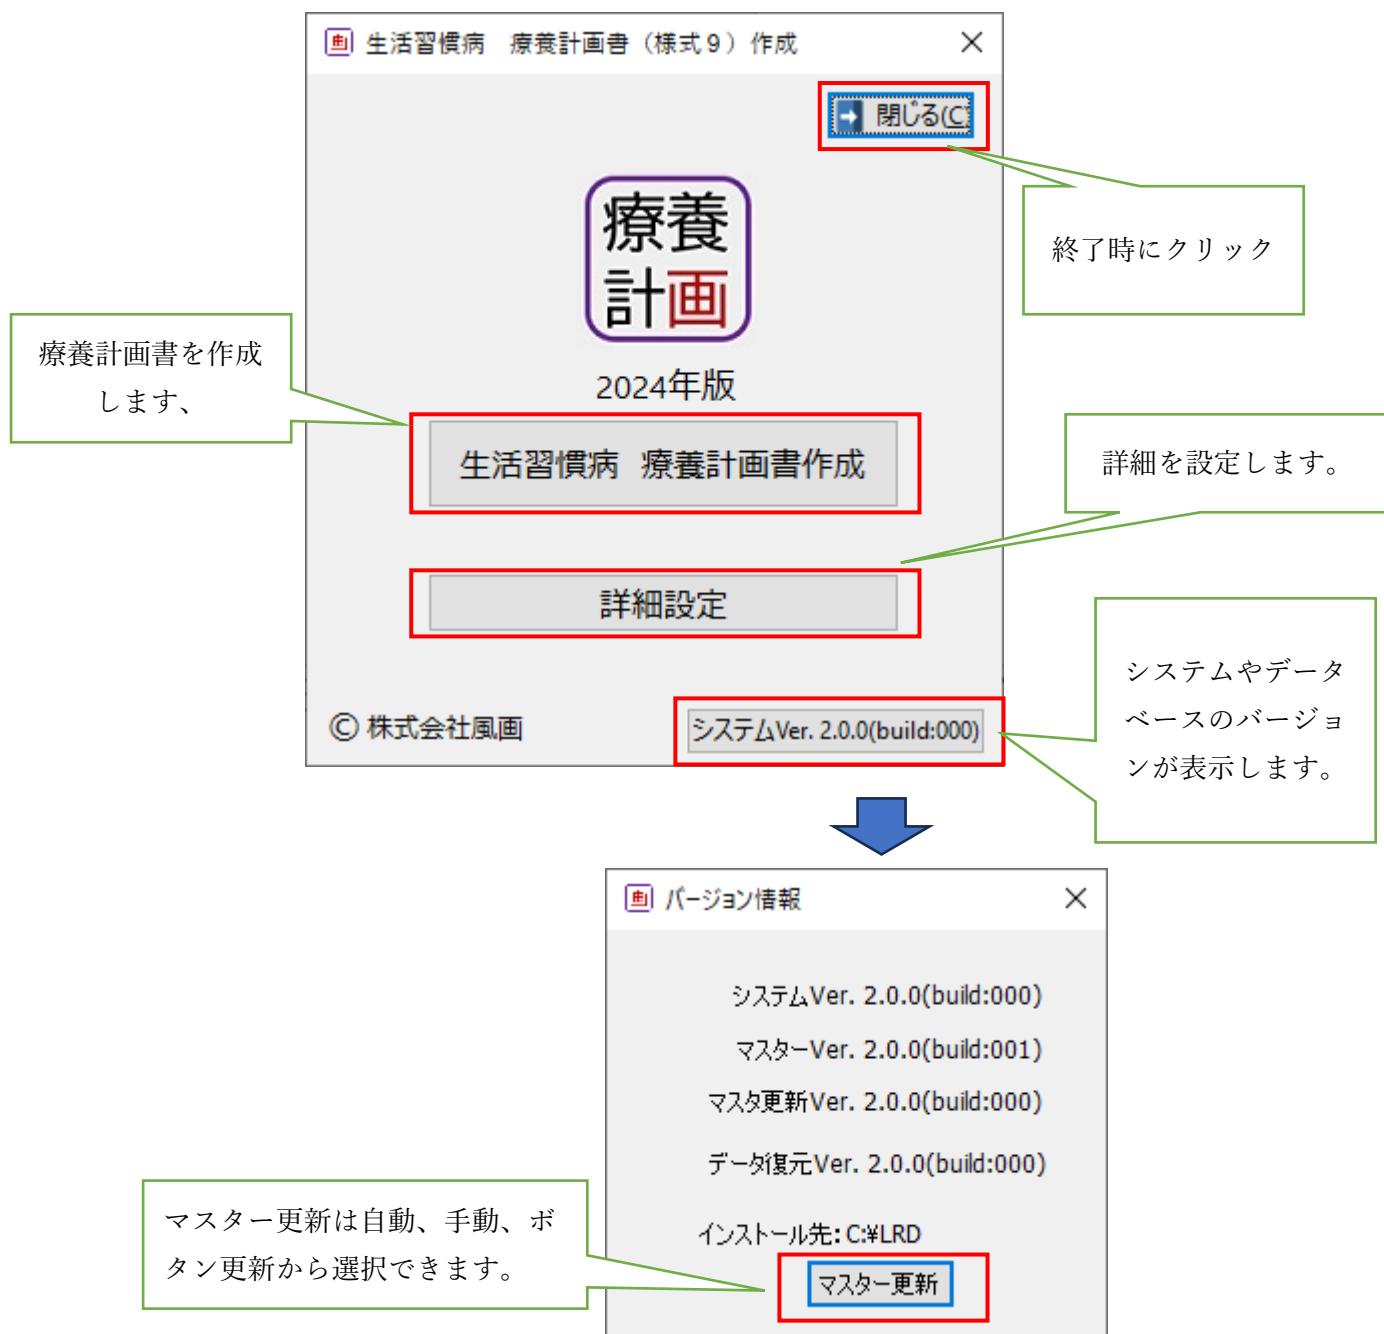 生活習慣病　療養計画書（様式９）作成
閉じる(C)
終了時にクリック
療養
計画
療養計画書を作成
します、
2024年版
生活習慣病　療養計画書作成
詳細を設定します。
詳細設定
システムやデータ
ベースのバージョ
ンが表示します。
© 株式会社風画
システムVer. 2.0.0(build:000)
バージョン情報
システムVer. 2.0.0(build:000)
マスターVer. 2.0.0(build:001)
マスタ更新Ver. 2.0.0(build:000)
データ復元Ver. 2.0.0(build:000)
マスター更新は自動、手動、ボ
タン更新から選択できます。
インストール先: C:¥LRD
マスター更新